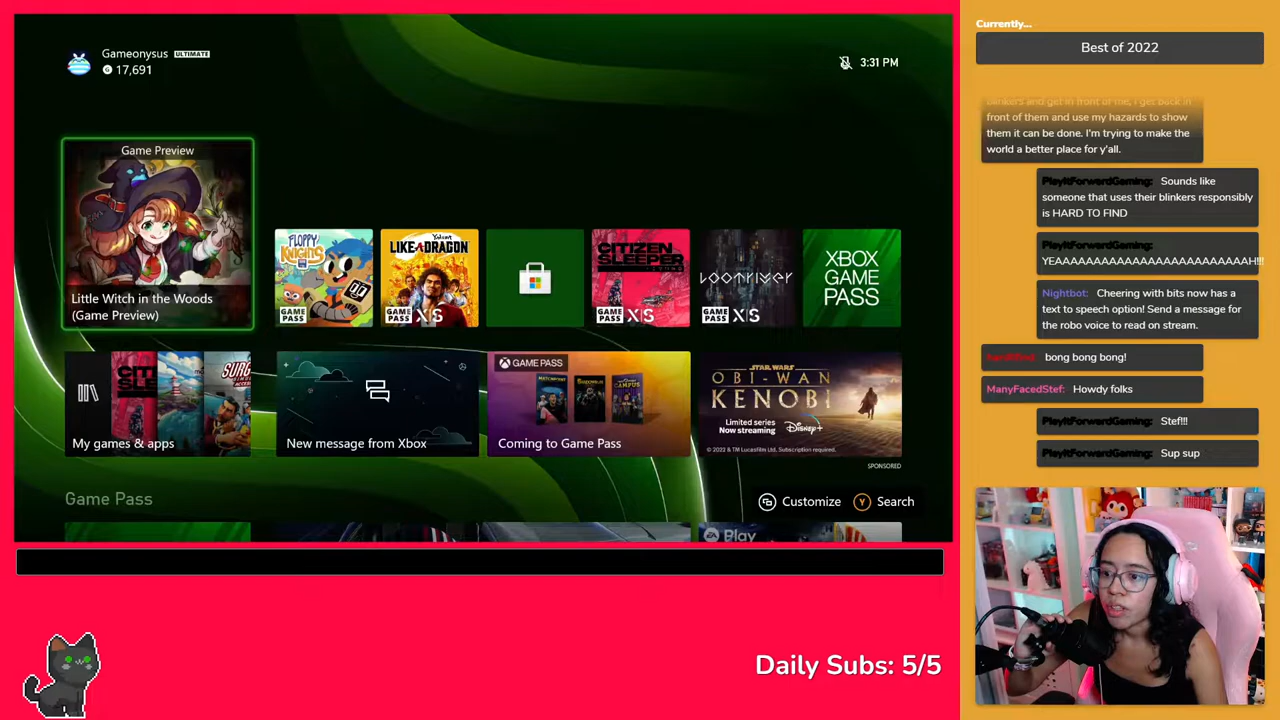 Gameonysus ULTIMATE
G 17,691
3:31 PM
Game Preview
Little Witch in the Woods
(Game Preview)
FLOPPY
KNIGHTS
GAME
PASS
Yakuza
LIKE A DRAGON
GAME
PASS X|S
CITIZEN
SLEEPER
GAME
PASS X|S
LOONRIVER
GAME
PASS X|S
XBOX
GAME
PASS
My games & apps
New message from Xbox
GAME PASS
MATCHPOINT
CAMPUS
Coming to Game Pass
STAR WARS
OBI-WAN
KENOBI
Limited series
Now streaming
Disney+
© 2022 & TM Lucasfilm Ltd. Subscription required.
SPONSORED
Game Pass
Customize
Y Search
EA Play
Daily Subs: 5/5
Currently...
Best of 2022
blinkers and get in front of me, I get back in
front of them and use my hazards to show
them it can be done. I'm trying to make the
world a better place for y'all.
PlayItForwardGaming: Sounds like
someone that uses their blinkers responsibly
is HARD TO FIND
PlayItForwardGaming:
YEAAAAAAAAAAAAAAAAAAAAAAAH!!!
Nightbot: Cheering with bits now has a
text to speech option! Send a message for
the robo voice to read on stream.
bong bong bong!
ManyFacedStef: Howdy folks
PlayItForwardGaming: Stef!!!
PlayItForwardGaming: Sup sup